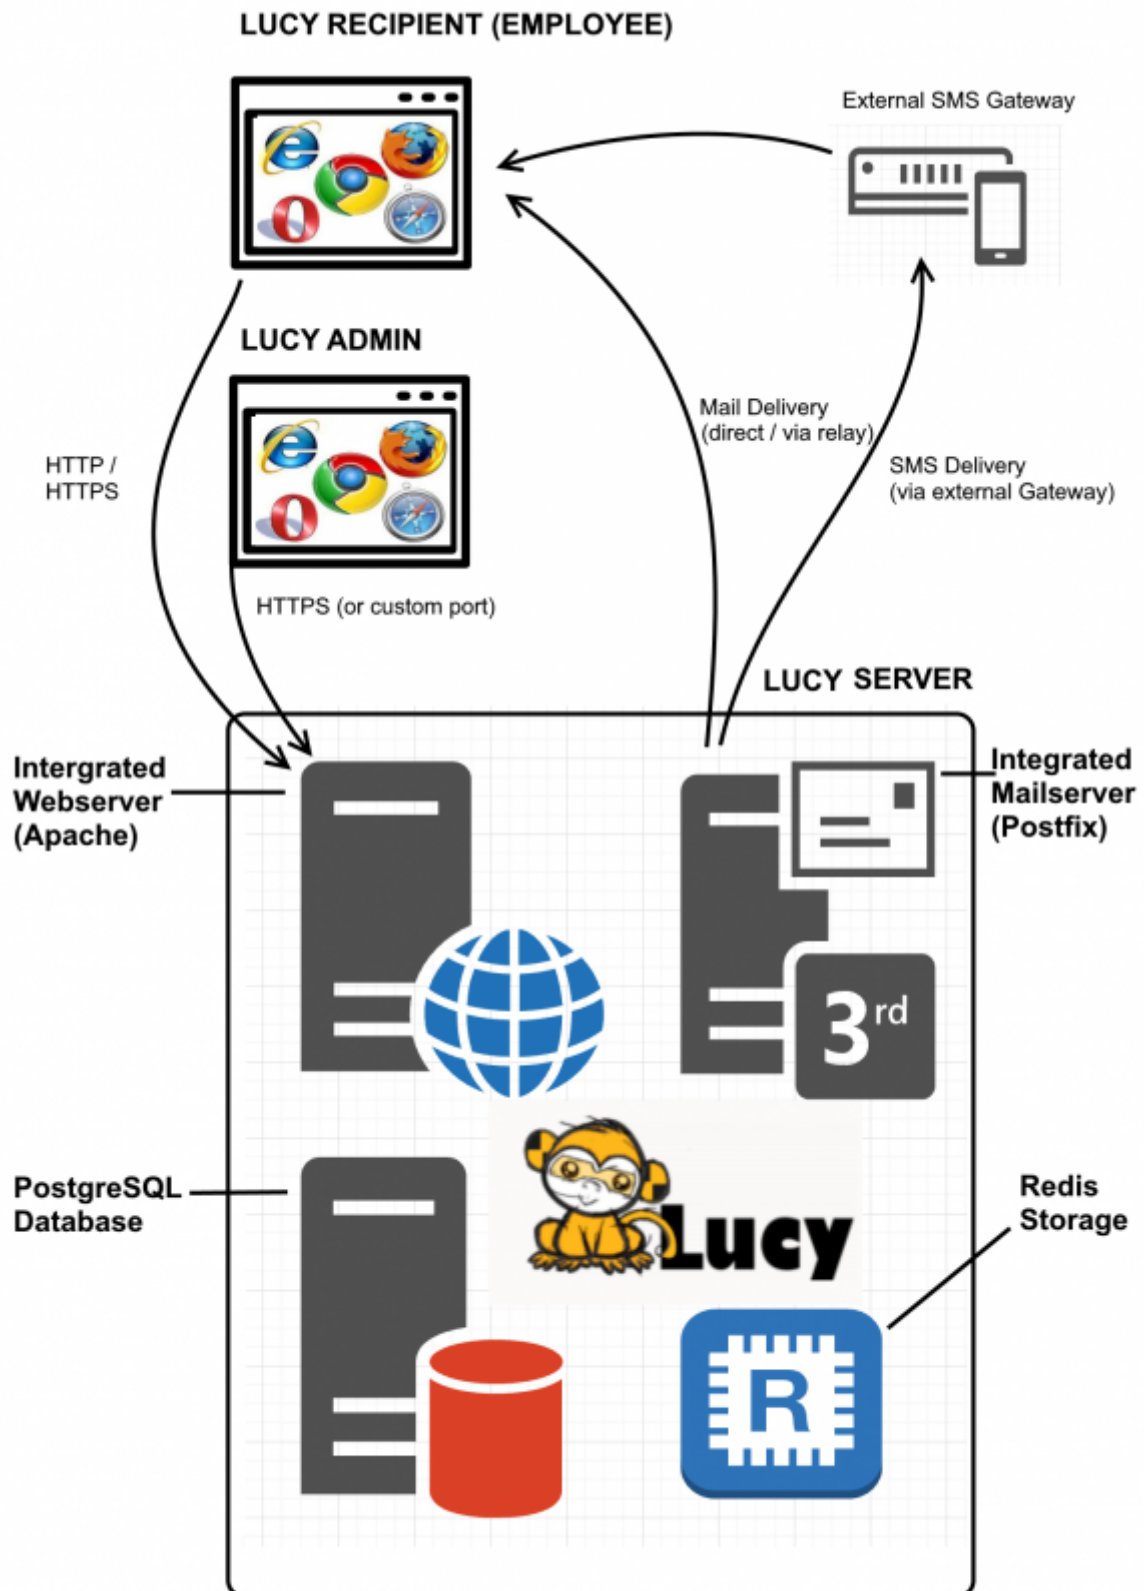 LUCY RECIPIENT (EMPLOYEE)
External SMS Gateway
LUCY ADMIN
Mail Delivery
(direct / via relay)
HTTP /
HTTPS
SMS Delivery
(via external Gateway)
HTTPS (or custom port)
LUCY SERVER
Intergrated
Webserver
(Apache)
Integrated
Mailserver
(Postfix)
3rd
PostgreSQL
Database
Lucy
Redis
Storage
R